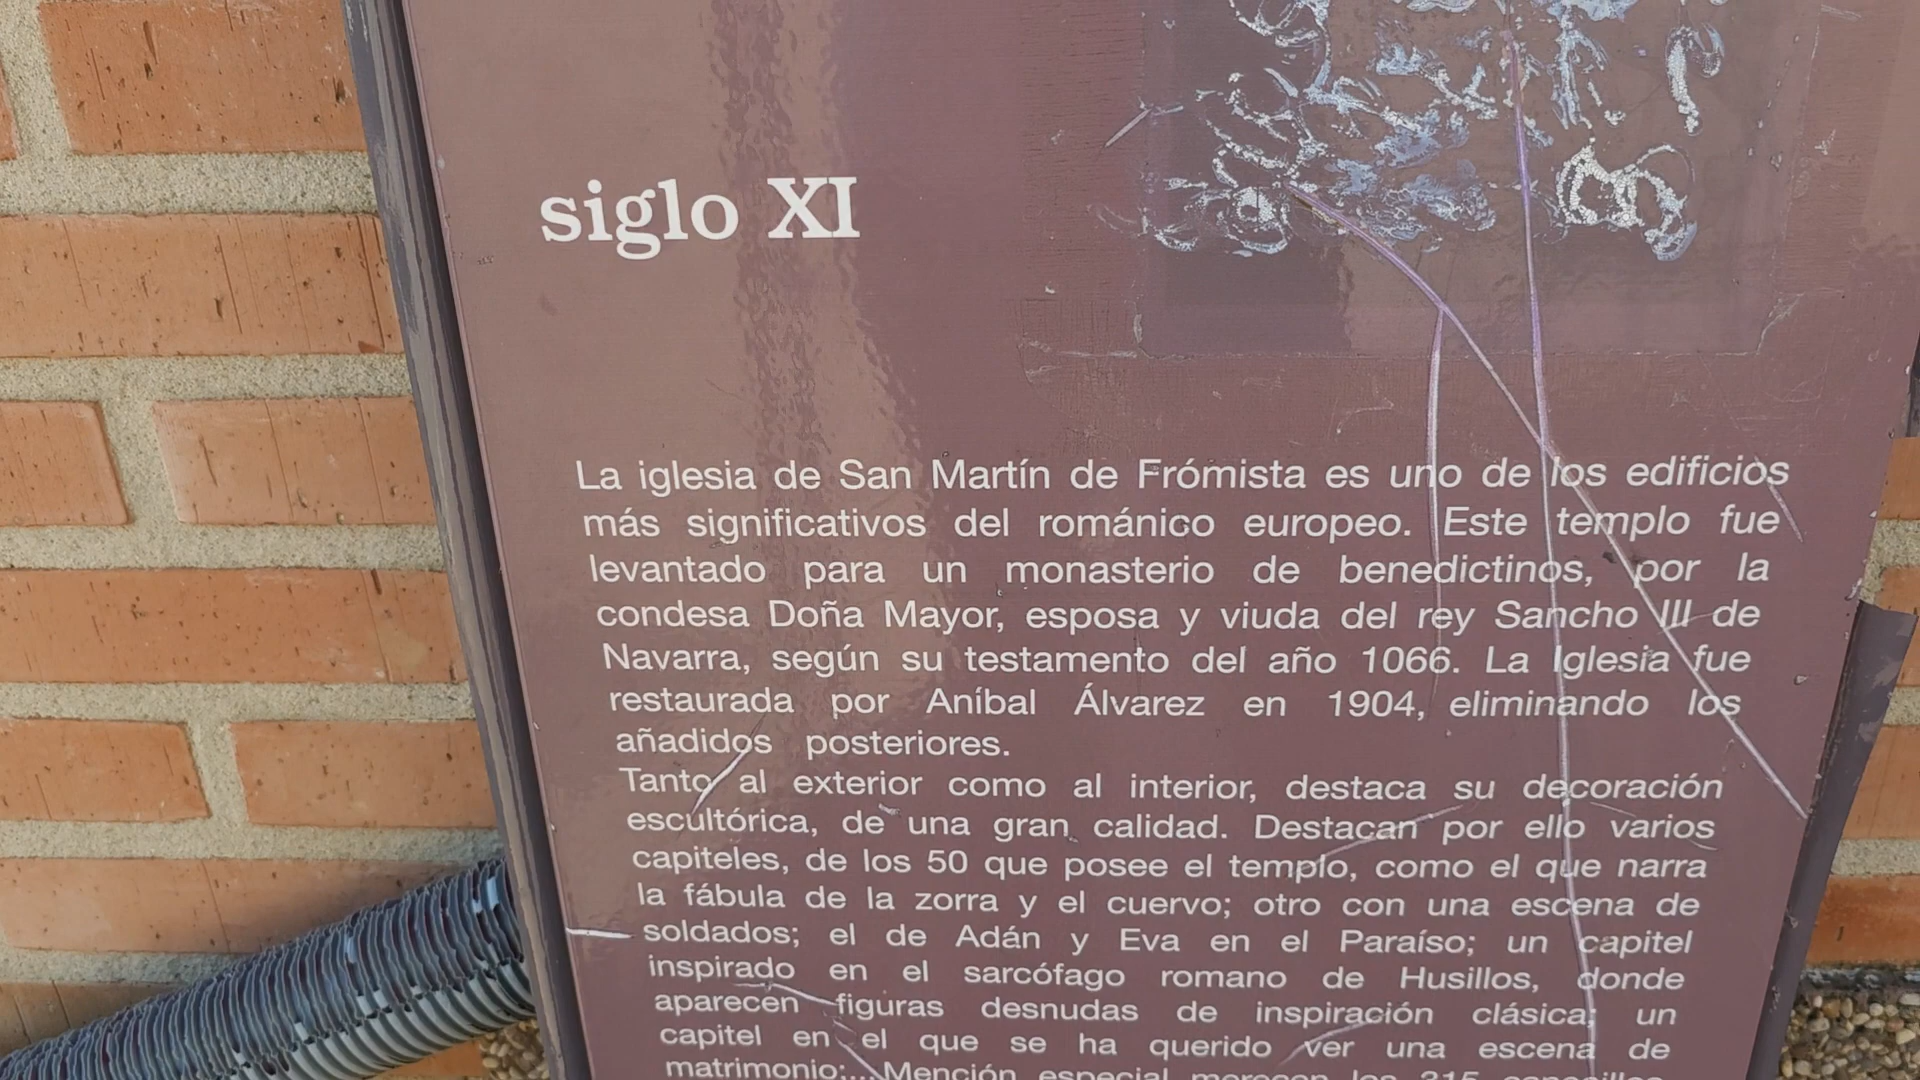 siglo XI
La iglesia de San Martín de Frómista es uno de los edificios
más significativos del románico europeo. Este templo fue
levantado para un monasterio de benedictinos, por la
condesa Doña Mayor, esposa y viuda del rey Sancho III de
Navarra, según su testamento del año 1066. La Iglesia fue
restaurada por Aníbal Álvarez en 1904, eliminando los
añadidos posteriores.
Tanto al exterior como al interior, destaca su decoración
escultórica, de una gran calidad. Destacan por ello varios
capiteles, de los 50 que posee el templo, como el que narra
la fábula de la zorra y el cuervo; otro con una escena de
soldados; el de Adán y Eva en el Paraíso; un capitel
inspirado en el sarcófago romano de Husillos, donde
aparecen figuras desnudas de inspiración clásica; un
capitel en el que se ha querido ver una escena de
matrimonio;...Mención especial merecen los 315 canecillos